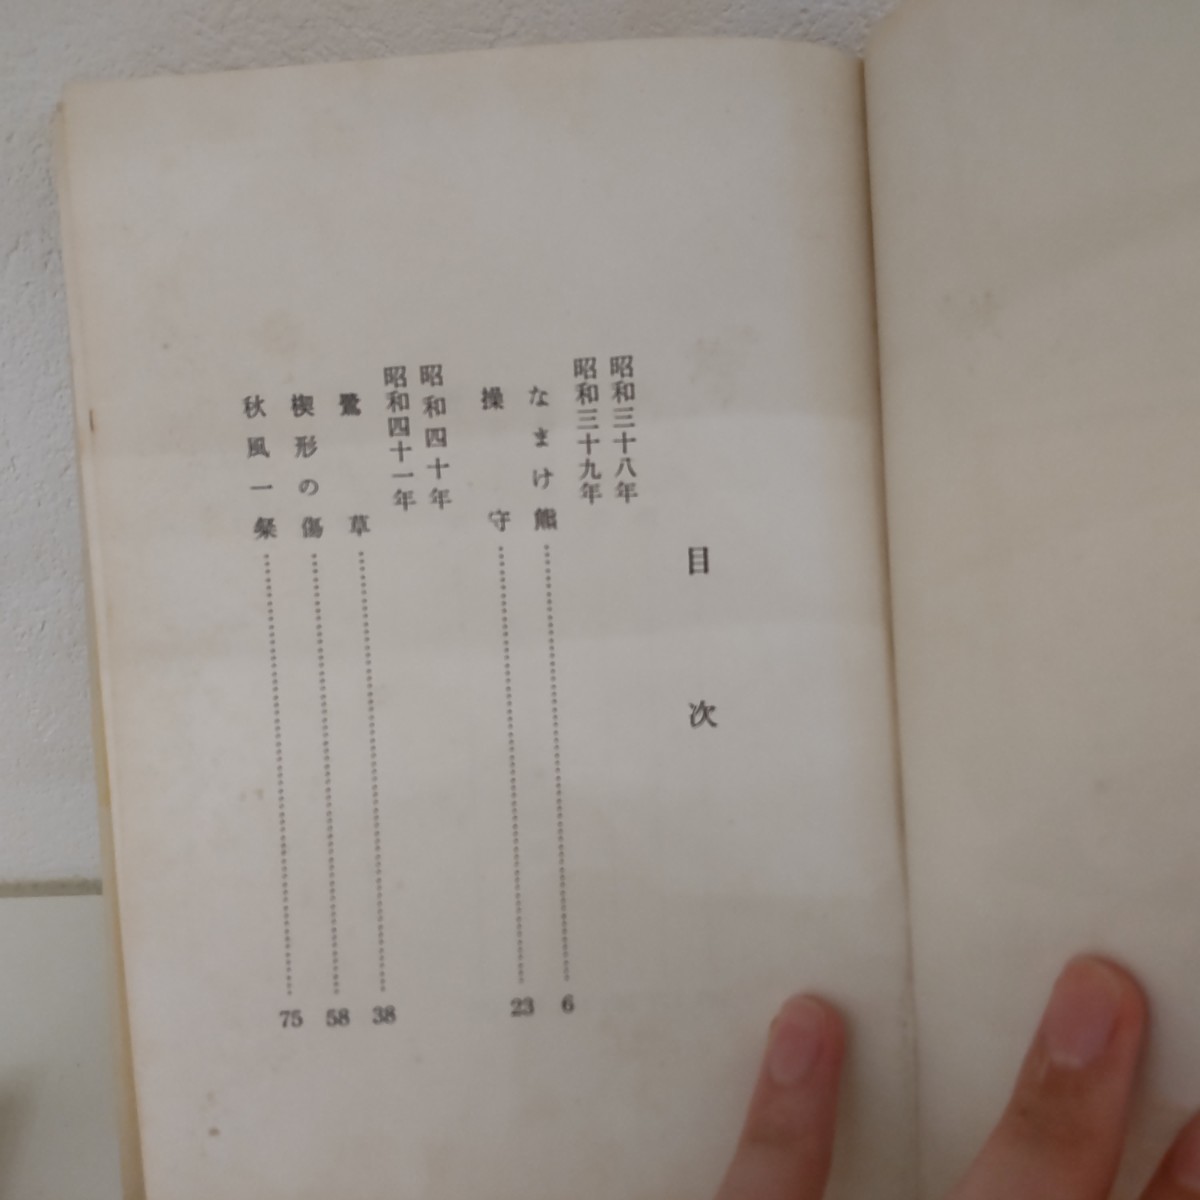 目次
昭和三十八年
昭和三十九年
なまけ熊……6
操守……23
昭和四十年
昭和四十一年
鷺草……38
楔形の傷……58
秋風一粲……75